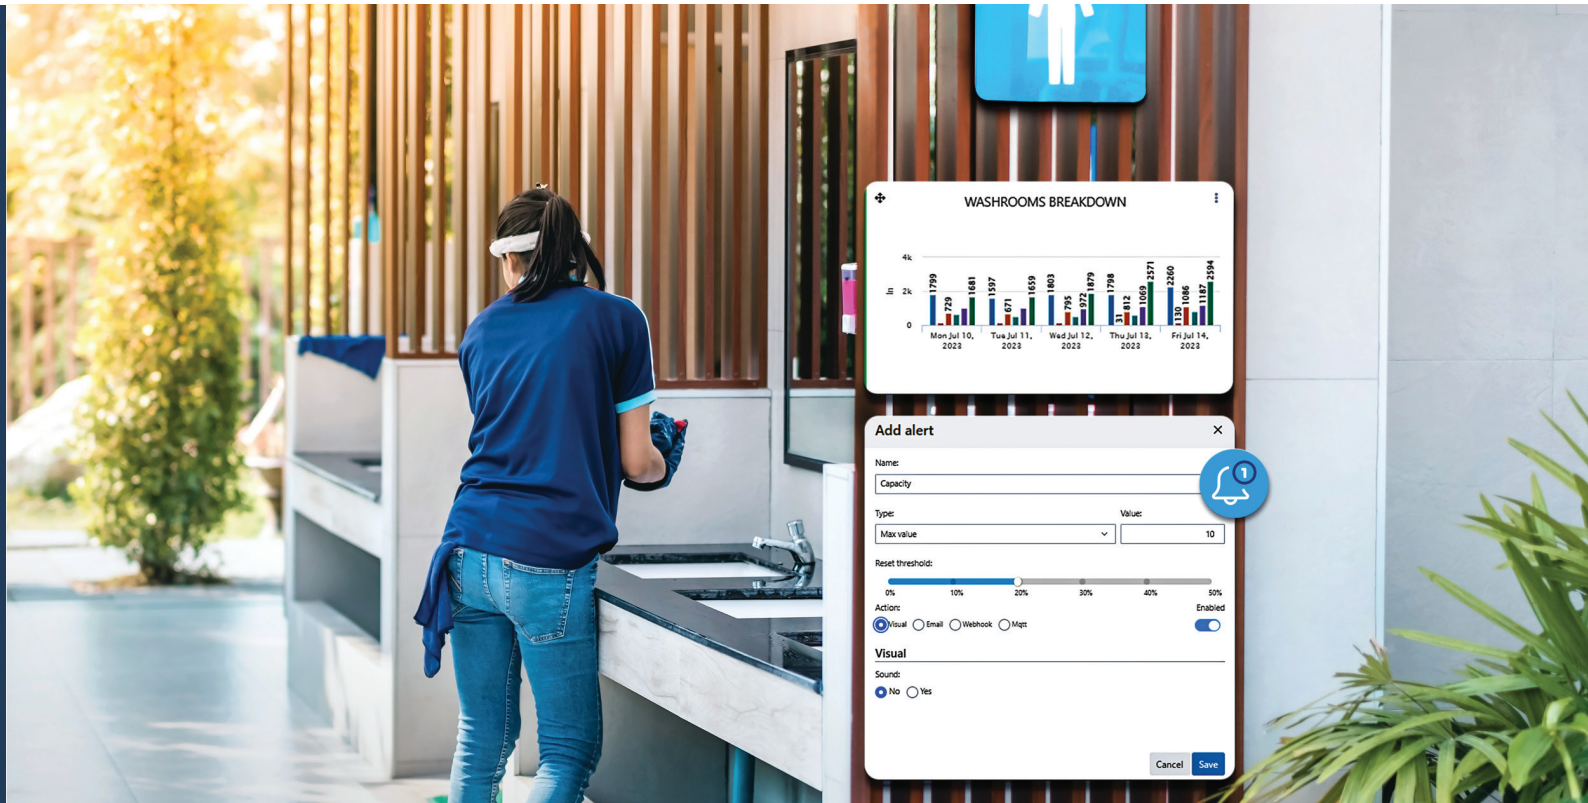 WASHROOMS BREAKDOWN
4k
2k
0
In
1799
729
1681
1597
671
1659
1803
795
972
1879
1798
31
812
1069
2571
2260
130
1086
1187
2594
Mon Jul 10,
2023
Tue Jul 11,
2023
Wed Jul 12,
2023
Thu Jul 13,
2023
Fri Jul 14,
2023
Add alert
1
Name:
Capacity
Type:
Value:
Max value
10
Reset threshold:
0% 10% 20% 30% 40% 50%
Action:
Enabled
Visual Email Webhook Mqtt
Visual
Sound:
No Yes
Cancel Save